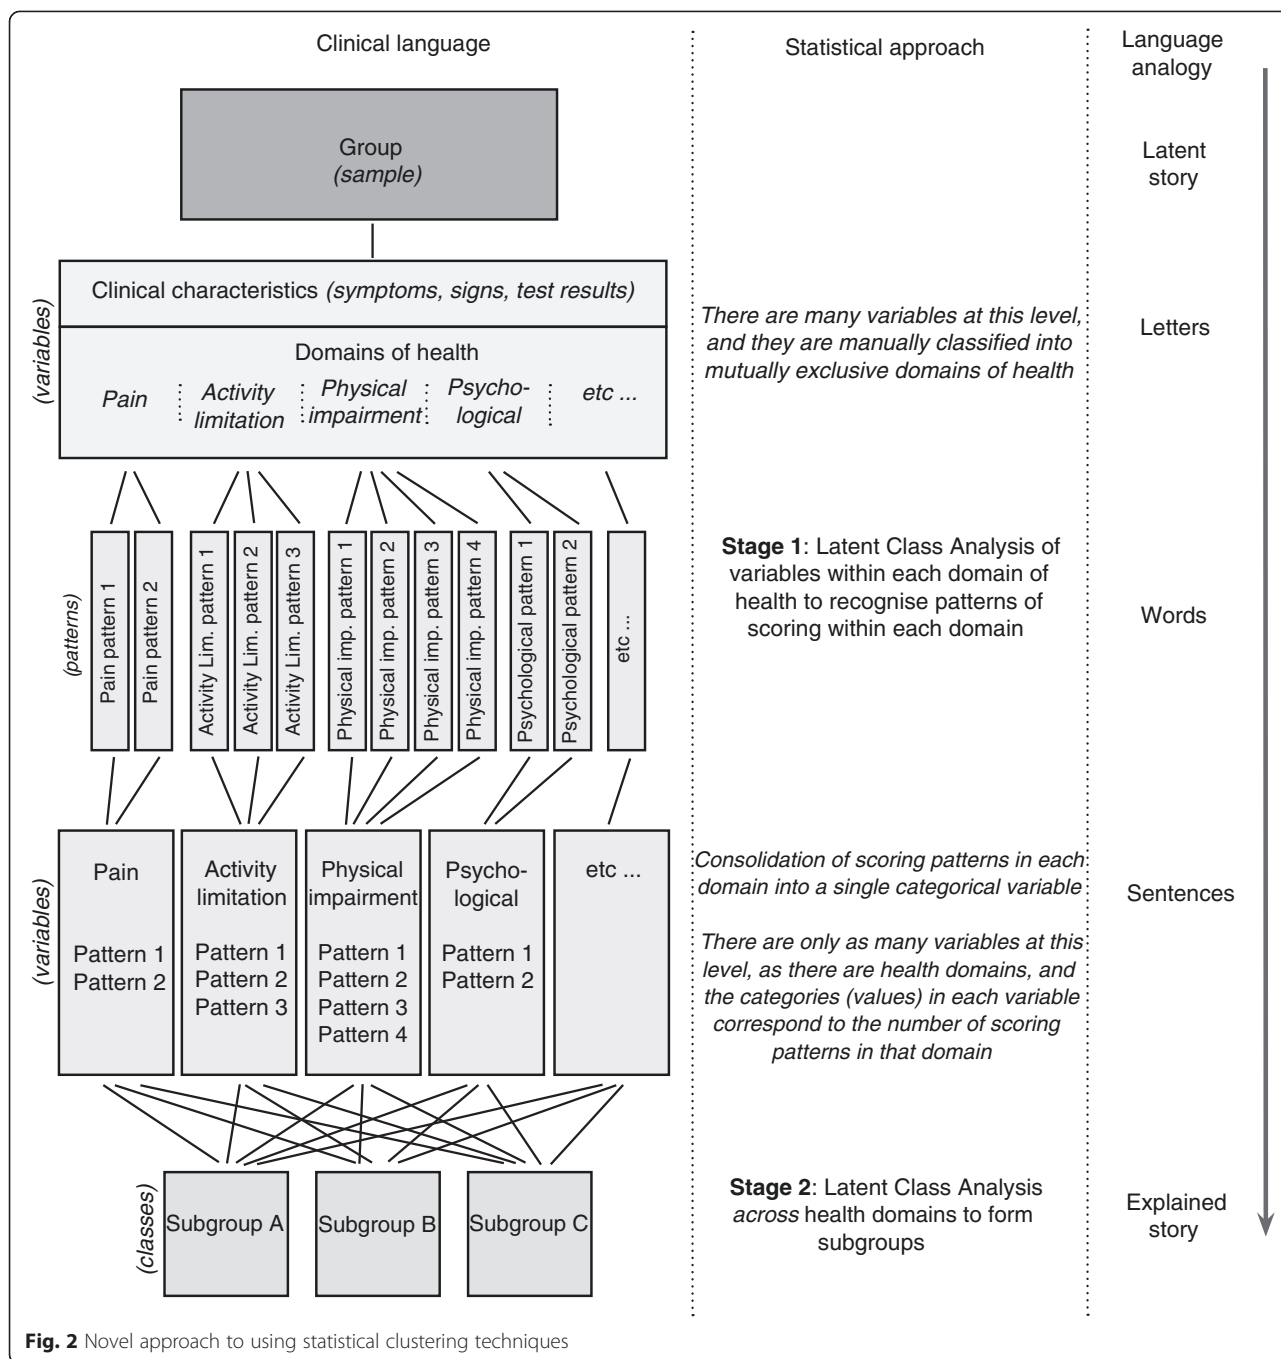 Clinical language
Statistical approach
Language
analogy
Group
(sample)
Latent
story
(variables)
Clinical characteristics (symptoms, signs, test results)
Domains of health
Pain
Activity
limitation
Physical
impairment
Psycho-
logical
etc ...
There are many variables at this level,
and they are manually classified into
mutually exclusive domains of health
Letters
(patterns)
Pain pattern 1
Pain pattern 2
Activity Lim. pattern 1
Activity Lim. pattern 2
Activity Lim. pattern 3
Physical imp. pattern 1
Physical imp. pattern 2
Physical imp. pattern 3
Physical imp. pattern 4
Psychological pattern 1
Psychological pattern 2
etc ...
Stage 1: Latent Class Analysis of
variables within each domain of
health to recognise patterns of
scoring within each domain
Words
(variables)
Pain
Pattern 1
Pattern 2
Activity
limitation
Pattern 1
Pattern 2
Pattern 3
Physical
impairment
Pattern 1
Pattern 2
Pattern 3
Pattern 4
Psycho-
logical
Pattern 1
Pattern 2
etc ...
Consolidation of scoring patterns in each
domain into a single categorical variable
There are only as many variables at this
level, as there are health domains, and
the categories (values) in each variable
correspond to the number of scoring
patterns in that domain
Sentences
(classes)
Subgroup A
Subgroup B
Subgroup C
Stage 2: Latent Class Analysis
across health domains to form
subgroups
Explained
story
Fig. 2 Novel approach to using statistical clustering techniques